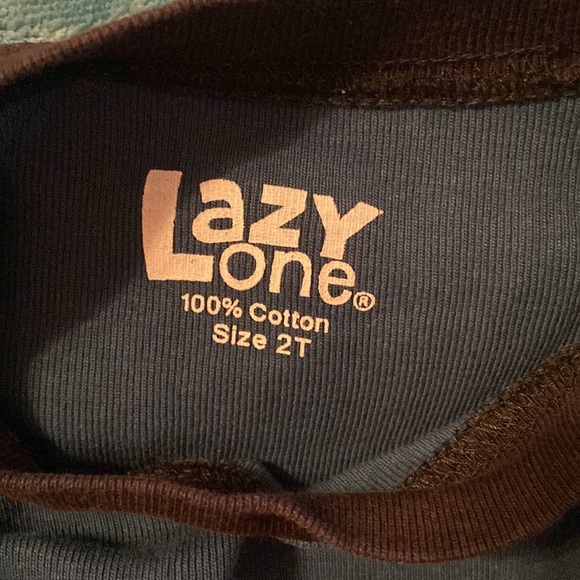 Lazy
One®
100% Cotton
Size 2T